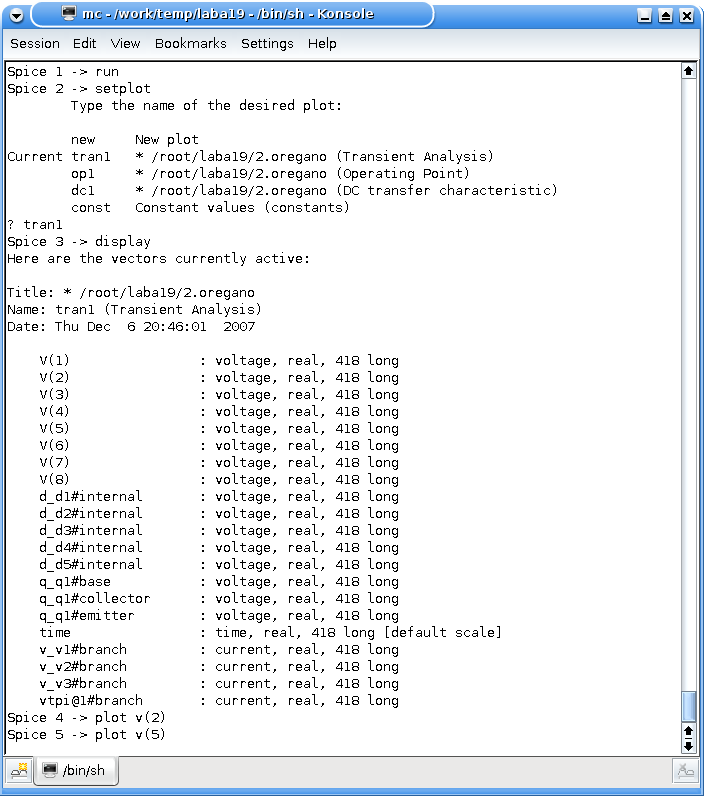 mc - /work/temp/laba19 - /bin/sh - Konsole
Session Edit View Bookmarks Settings Help
Spice 1 -> run
Spice 2 -> setplot
        Type the name of the desired plot:
        new     New plot
Current tran1   * /root/laba19/2.oregano (Transient Analysis)
        op1     * /root/laba19/2.oregano (Operating Point)
        dc1     * /root/laba19/2.oregano (DC transfer characteristic)
        const   Constant values (constants)
? tran1
Spice 3 -> display
Here are the vectors currently active:
Title: * /root/laba19/2.oregano
Name: tran1 (Transient Analysis)
Date: Thu Dec  6 20:46:01  2007
    V(1)                : voltage, real, 418 long
    V(2)                : voltage, real, 418 long
    V(3)                : voltage, real, 418 long
    V(4)                : voltage, real, 418 long
    V(5)                : voltage, real, 418 long
    V(6)                : voltage, real, 418 long
    V(7)                : voltage, real, 418 long
    V(8)                : voltage, real, 418 long
    d_d1#internal       : voltage, real, 418 long
    d_d2#internal       : voltage, real, 418 long
    d_d3#internal       : voltage, real, 418 long
    d_d4#internal       : voltage, real, 418 long
    d_d5#internal       : voltage, real, 418 long
    q_q1#base           : voltage, real, 418 long
    q_q1#collector      : voltage, real, 418 long
    q_q1#emitter        : voltage, real, 418 long
    time                : time, real, 418 long [default scale]
    v_v1#branch         : current, real, 418 long
    v_v2#branch         : current, real, 418 long
    v_v3#branch         : current, real, 418 long
    vtpi@1#branch       : current, real, 418 long
Spice 4 -> plot v(2)
Spice 5 -> plot v(5)
/bin/sh